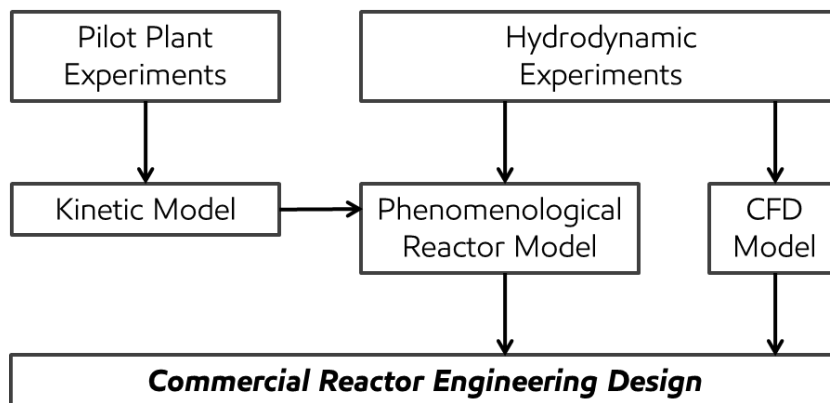 Pilot Plant
Experiments
Hydrodynamic
Experiments
Kinetic Model
Phenomenological
Reactor Model
CFD
Model
Commercial Reactor Engineering Design